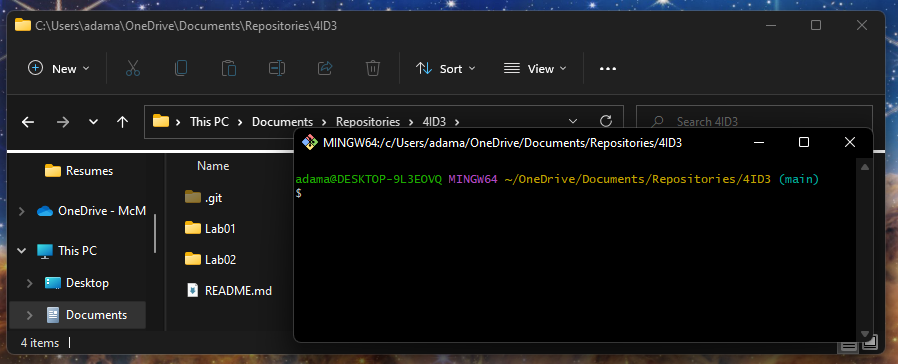 C:\Users\adama\OneDrive\Documents\Repositories\4ID3
New
Sort
View
This PC > Documents > Repositories > 4ID3 >
Search 4ID3
MINGW64:/c/Users/adama/OneDrive/Documents/Repositories/4ID3
adama@DESKTOP-9L3EOVQ MINGW64 ~/OneDrive/Documents/Repositories/4ID3 (main)
$
Resumes
OneDrive - McM
This PC
Desktop
Documents
Name
.git
Lab01
Lab02
README.md
4 items